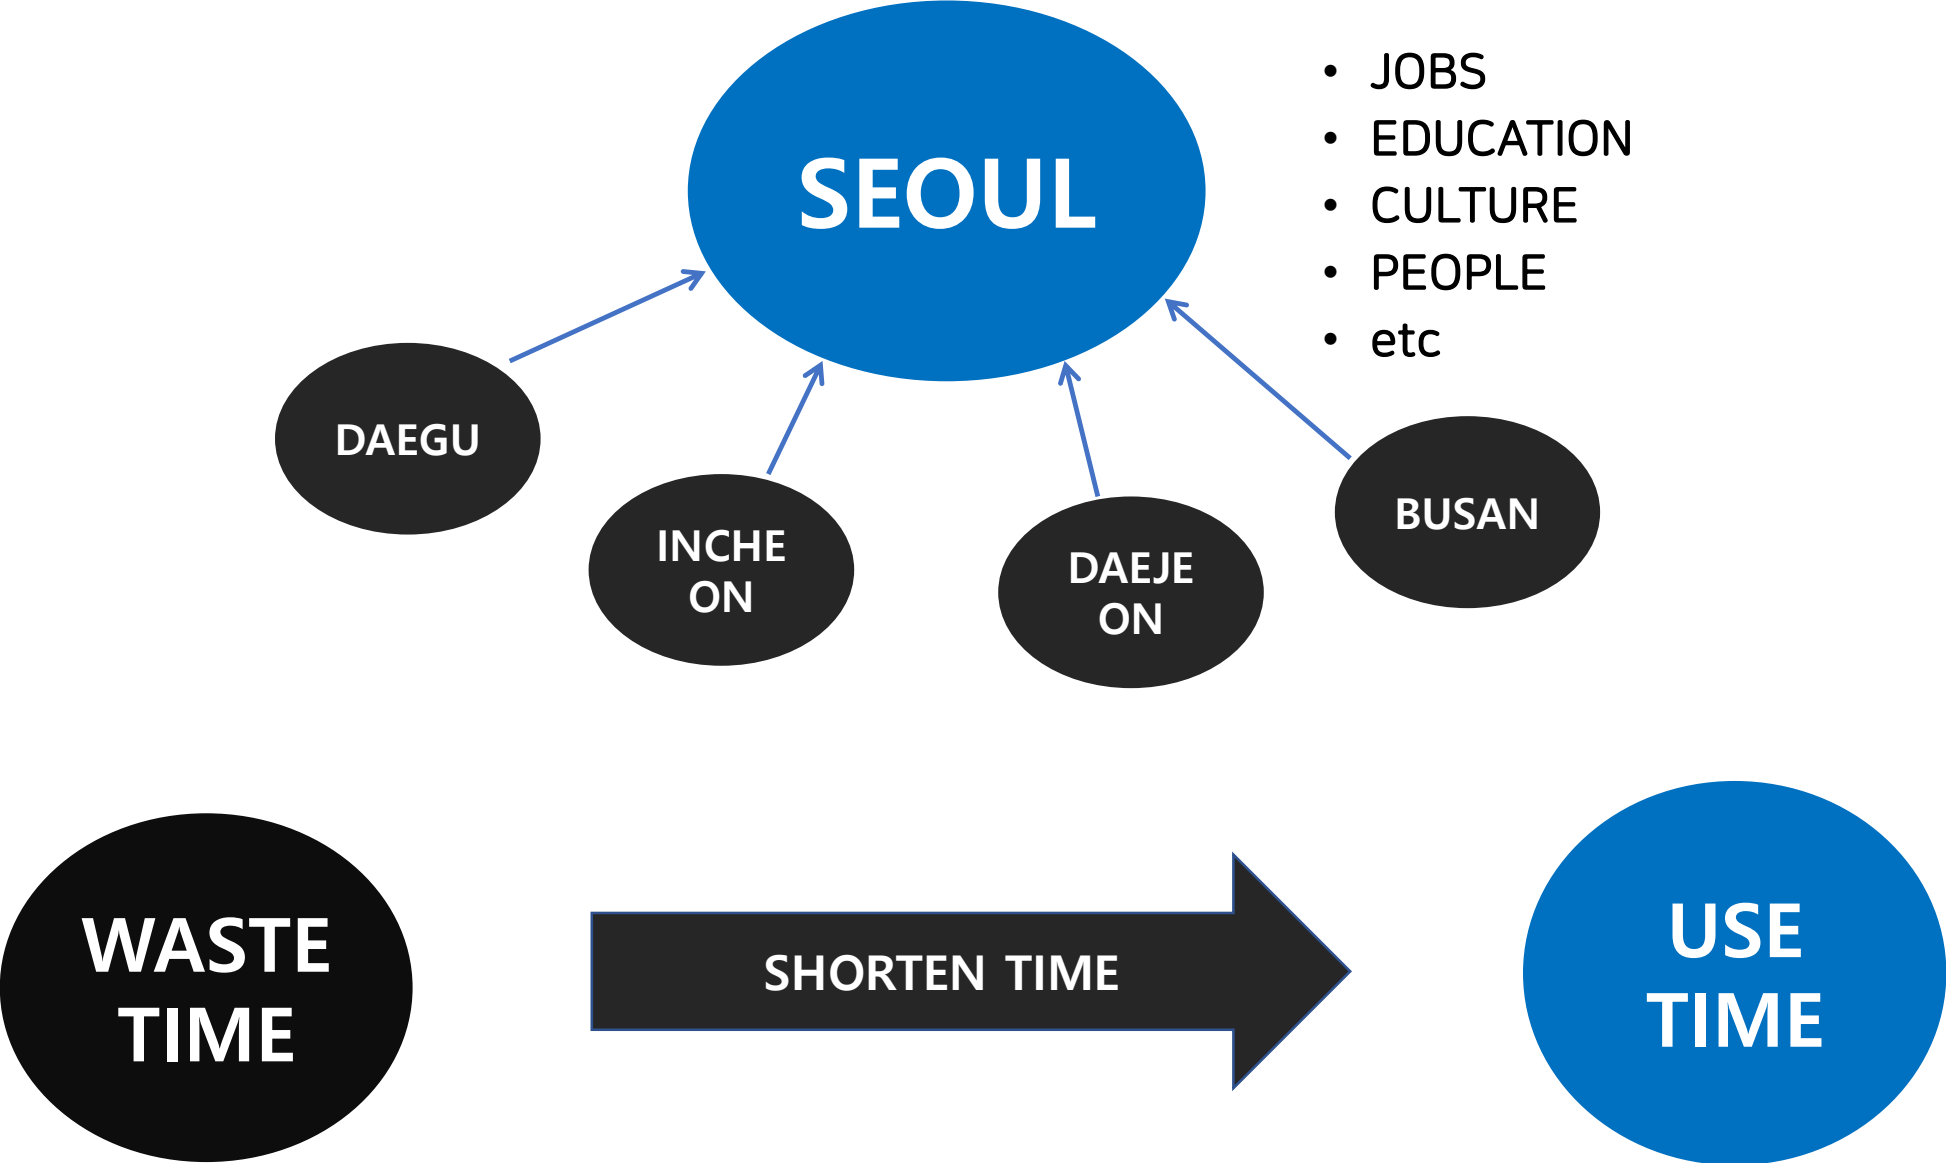 SEOUL
• JOBS
• EDUCATION
• CULTURE
• PEOPLE
• etc
DAEGU
INCHE
ON
DAEJE
ON
BUSAN
WASTE
TIME
SHORTEN TIME
USE
TIME